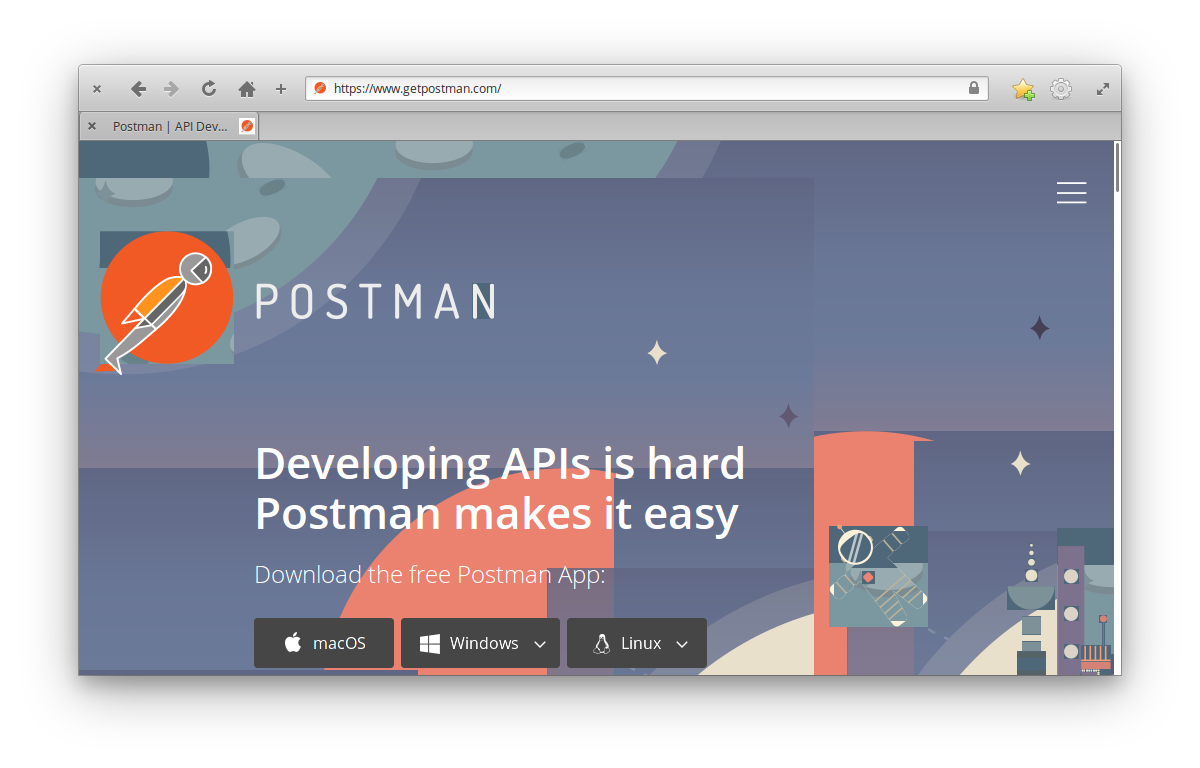 https://www.getpostman.com/
Postman | API Dev...
POSTMAN
Developing APIs is hard
Postman makes it easy
Download the free Postman App:
macOS
Windows
Linux